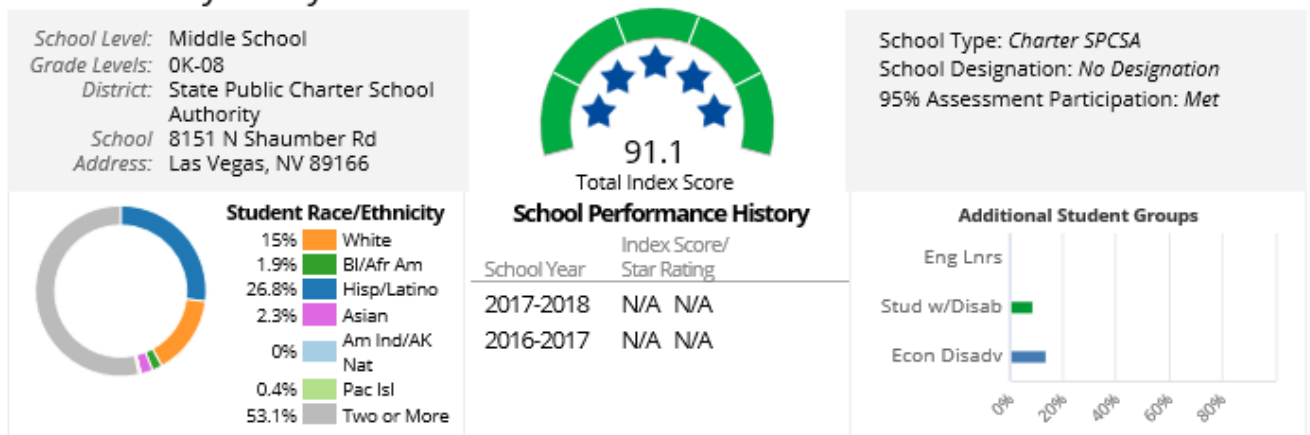 School Level: Middle School
Grade Levels: 0K-08
District: State Public Charter School
Authority
School 8151 N Shaumber Rd
Address: Las Vegas, NV 89166
91.1
Total Index Score
School Type: Charter SPCSA
School Designation: No Designation
95% Assessment Participation: Met
Student Race/Ethnicity
15% White
1.9% Bl/Afr Am
26.8% Hisp/Latino
2.3% Asian
0% Am Ind/AK
Nat
0.4% Pac Isl
53.1% Two or More
School Performance History
Index Score/
School Year Star Rating
2017-2018 N/A N/A
2016-2017 N/A N/A
Additional Student Groups
Eng Lnrs
Stud w/Disab
Econ Disadv
0% 20% 40% 60% 80%